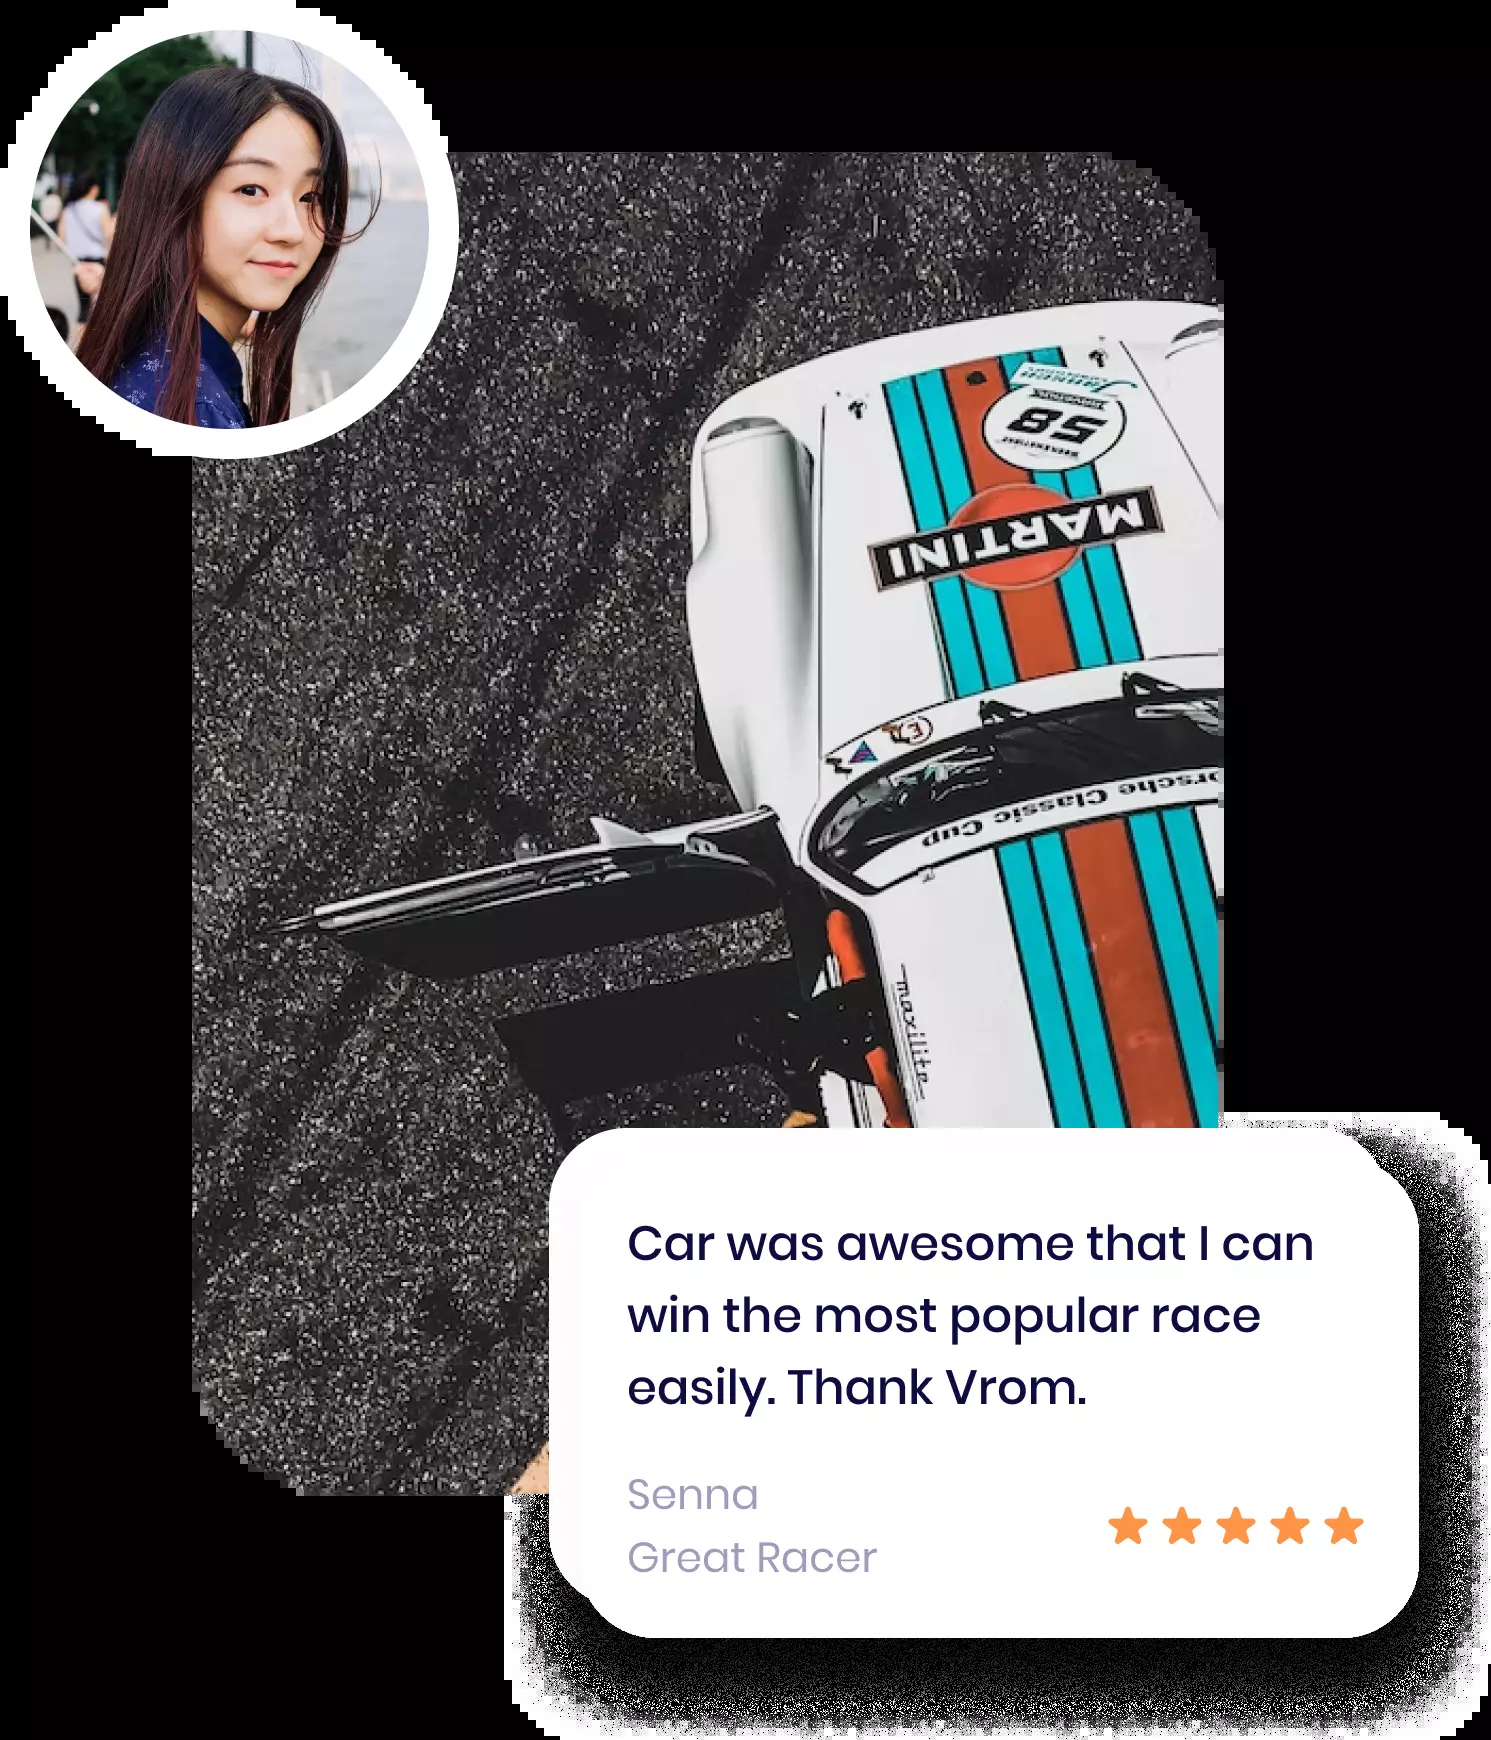 58
MARTINI
orsche Classic Cup
maxilite
Car was awesome that I can
win the most popular race
easily. Thank Vrom.
Senna
Great Racer